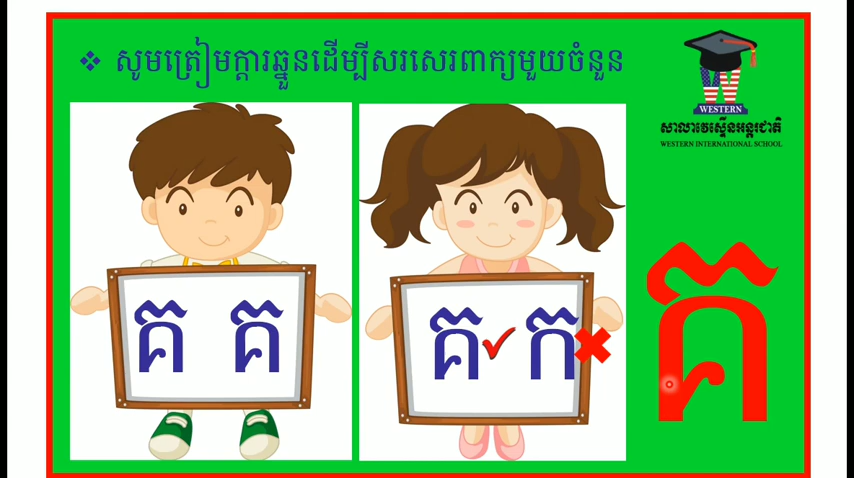 ❖ សូមត្រៀមក្ដារឆ្នួនដើម្បីសរសេរពាក្យមួយចំនួន
W
WESTERN
សាលាវេស្ទើនអន្តរជាតិ
WESTERN INTERNATIONAL SCHOOL
គ គ
គ ✓ ក ✖
គ